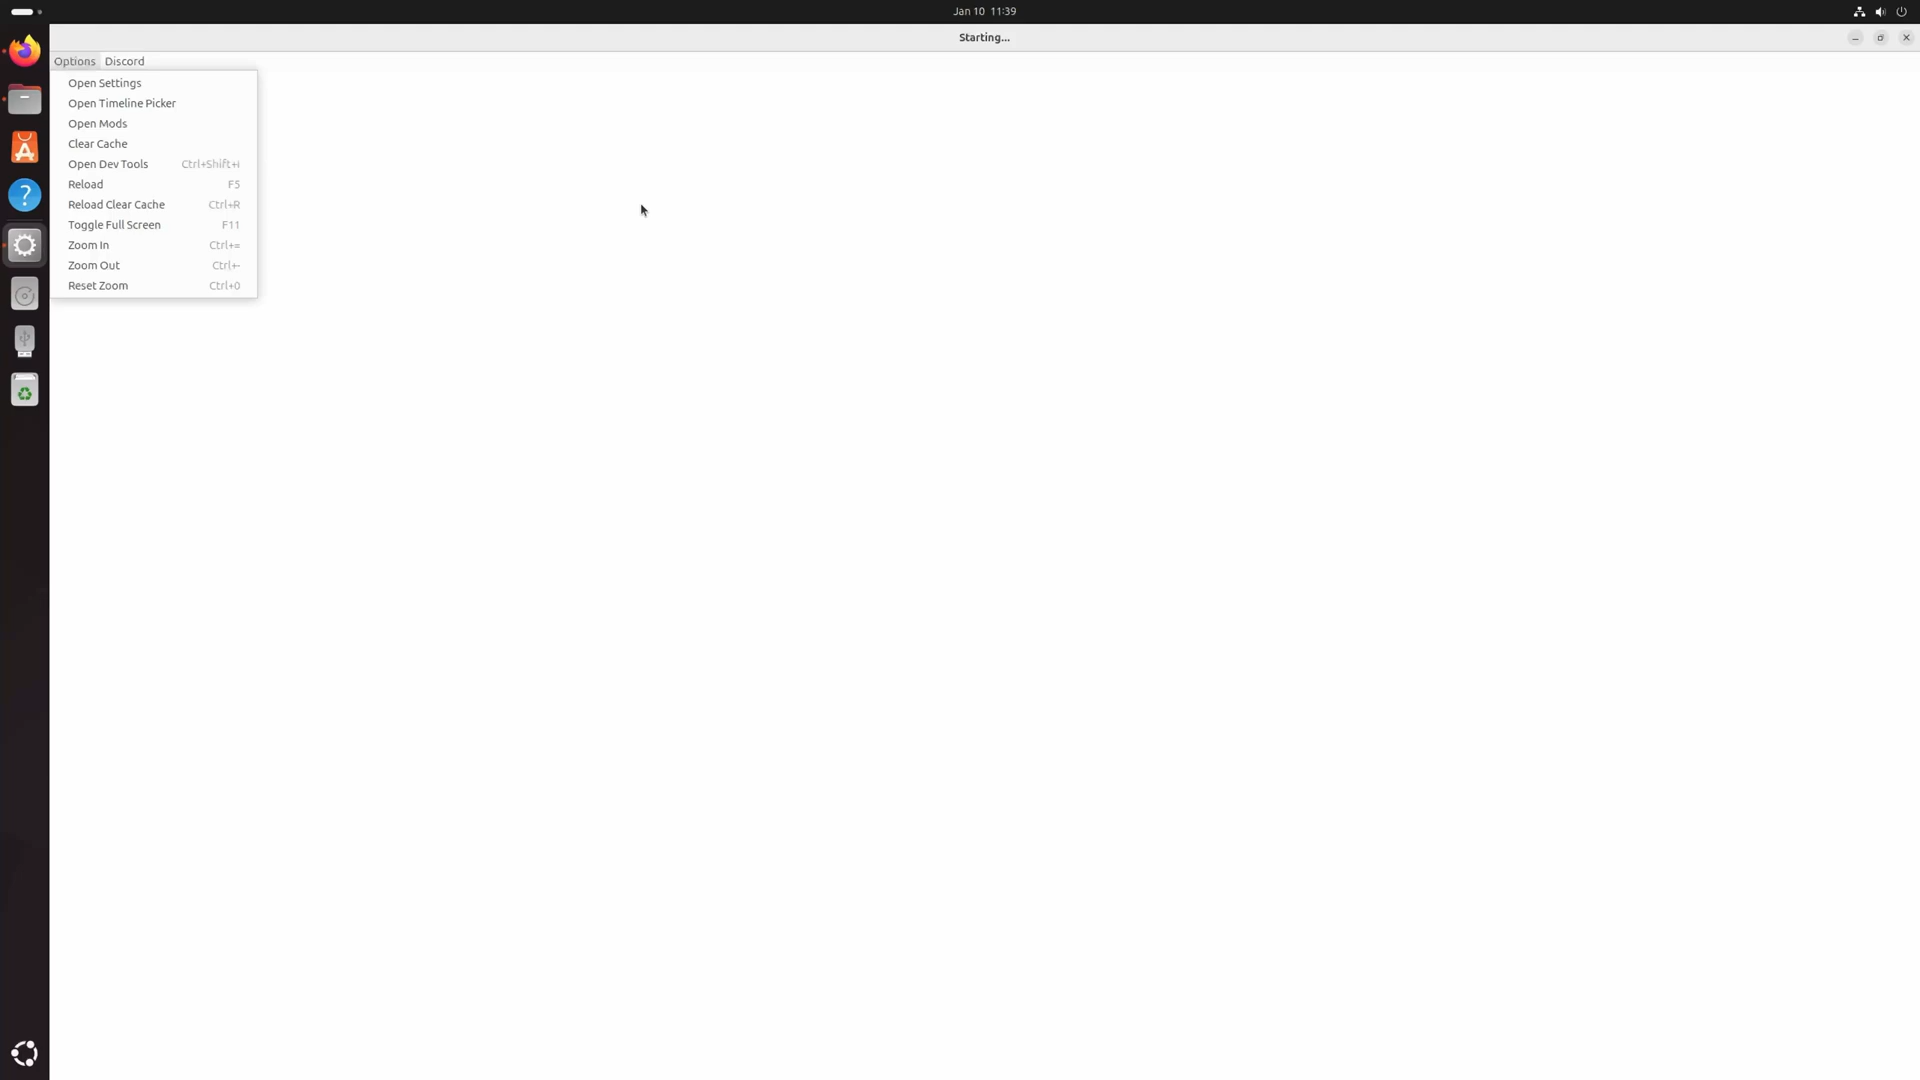 Jan 10 11:39
Starting...
Options Discord
Open Settings
Open Timeline Picker
Open Mods
Clear Cache
Open Dev Tools Ctrl+Shift+I
Reload F5
Reload Clear Cache Ctrl+R
Toggle Full Screen F11
Zoom In Ctrl+=
Zoom Out Ctrl+-
Reset Zoom Ctrl+0